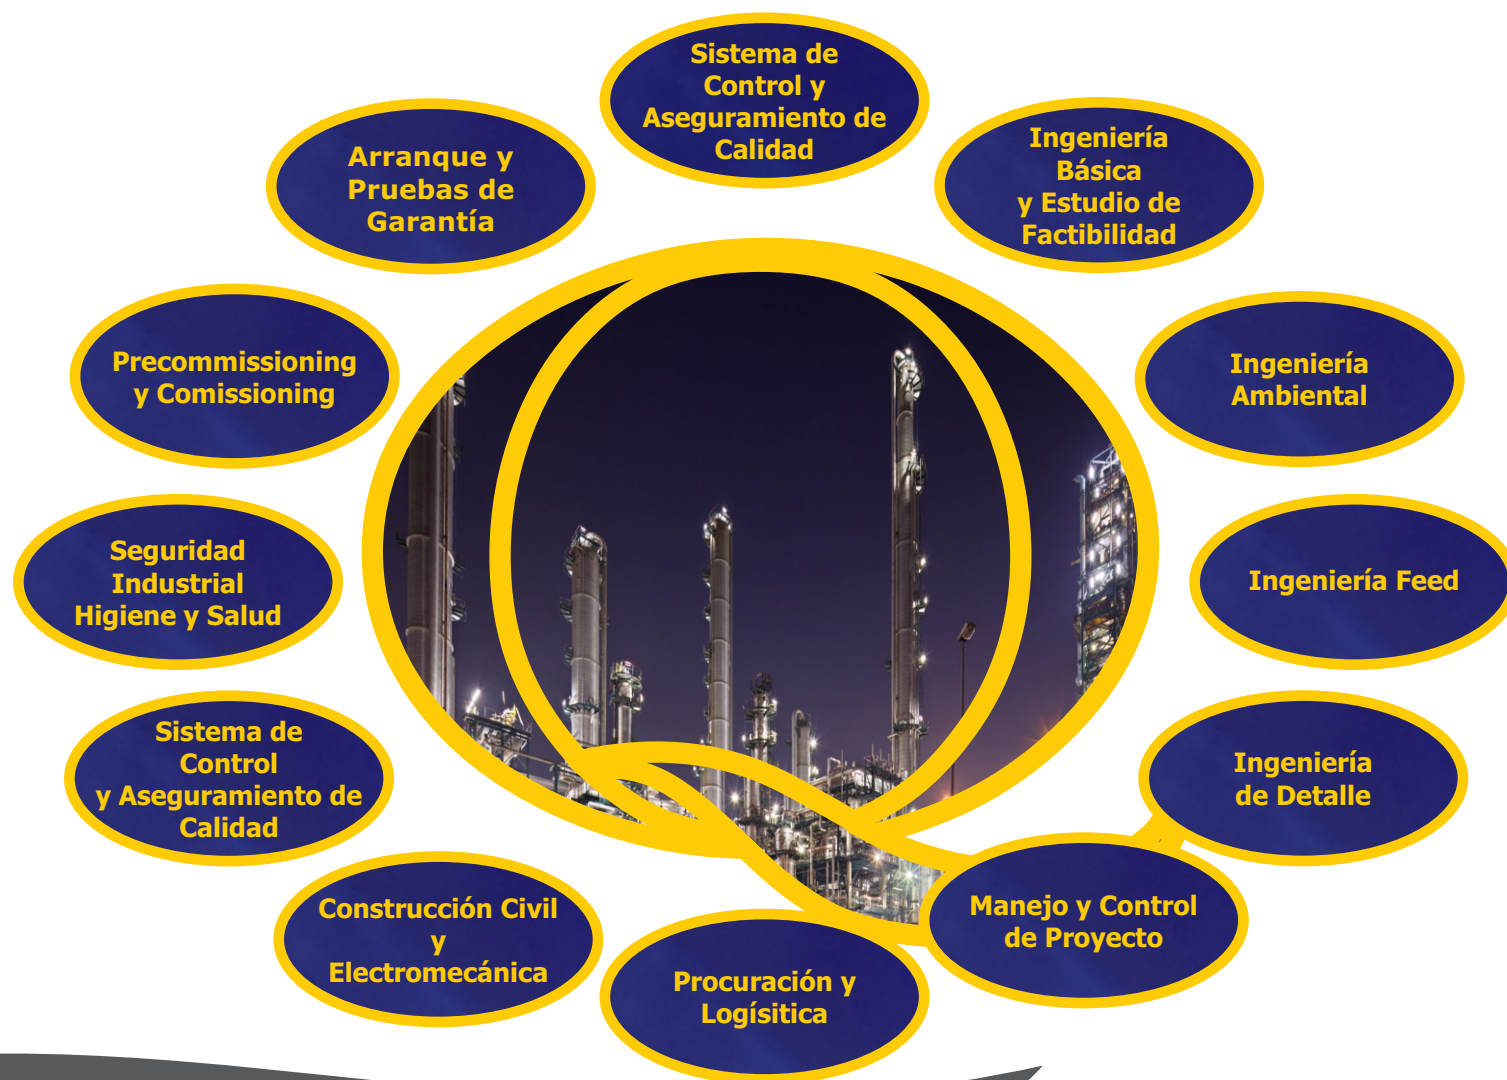 Sistema de
Control y
Aseguramiento de
Calidad
Ingeniería
Básica
y Estudio de
Factibilidad
Ingeniería
Ambiental
Ingeniería Feed
Ingeniería
de Detalle
Manejo y Control
de Proyecto
Procuración y
Logísitica
Construcción Civil
y
Electromecánica
Sistema de
Control
y Aseguramiento de
Calidad
Seguridad
Industrial
Higiene y Salud
Precommissioning
y Comissioning
Arranque y
Pruebas de
Garantía